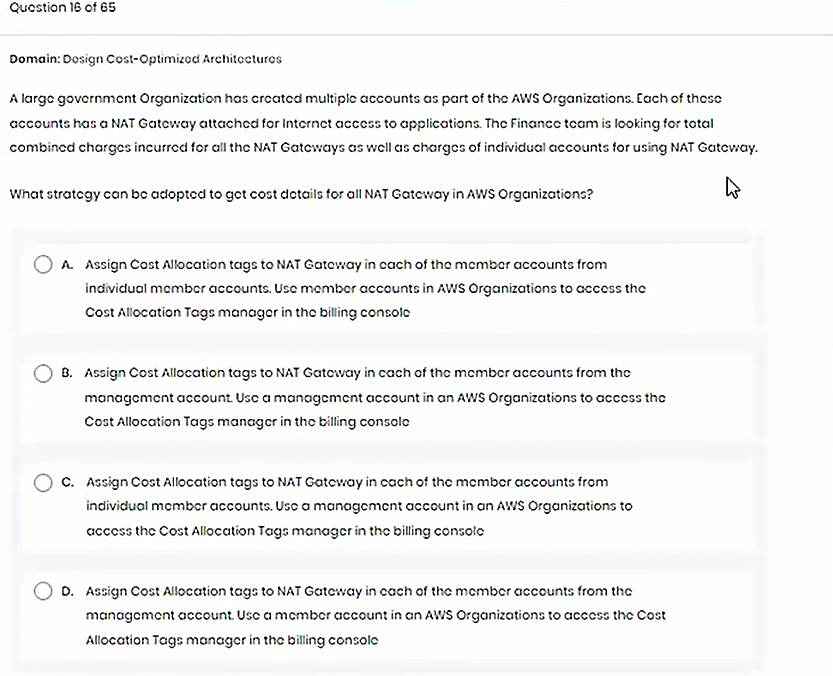 Question 16 of 65
Domain: Design Cost-Optimized Architectures
A large government Organization has created multiple accounts as part of the AWS Organizations. Each of these
accounts has a NAT Gateway attached for Internet access to applications. The Finance team is looking for total
combined charges incurred for all the NAT Gateways as well as charges of individual accounts for using NAT Gateway.
What strategy can be adopted to get cost details for all NAT Gateway in AWS Organizations?
A. Assign Cost Allocation tags to NAT Gateway in each of the member accounts from
individual member accounts. Use member accounts in AWS Organizations to access the
Cost Allocation Tags manager in the billing console
B. Assign Cost Allocation tags to NAT Gateway in each of the member accounts from the
management account. Use a management account in an AWS Organizations to access the
Cost Allocation Tags manager in the billing console
C. Assign Cost Allocation tags to NAT Gateway in each of the member accounts from
individual member accounts. Use a management account in an AWS Organizations to
access the Cost Allocation Tags manager in the billing console
D. Assign Cost Allocation tags to NAT Gateway in each of the member accounts from the
management account. Use a member account in an AWS Organizations to access the Cost
Allocation Tags manager in the billing console